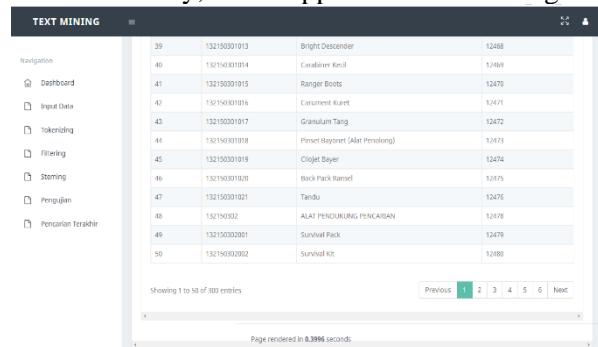 TEXT MINING
Navigation
Dashboard
Input Data
Tokenizing
Filtering
Steming
Pengujian
Pencarian Terakhir
39 132150301013 Bright Descender 12468
40 132150301014 Carabiner Kecil 12469
41 132150301015 Ranger Boots 12470
42 132150301016 Canument Kuret 12471
43 132150301017 Granulum Tang 12472
44 132150301018 Pinset Bayonet (Alat Penolong) 12473
45 132150301019 Cliojet Bayer 12474
46 132150301020 Back Pack Ransel 12475
47 132150301021 Tandu 12476
48 132150302 ALAT PENDUKUNG PENCARIAN 12478
49 132150302001 Survival Pack 12479
50 132150302002 Survival Kit 12480
Showing 1 to 50 of 300 entries
Previous 1 2 3 4 5 6 Next
Page rendered in 0.3996 seconds